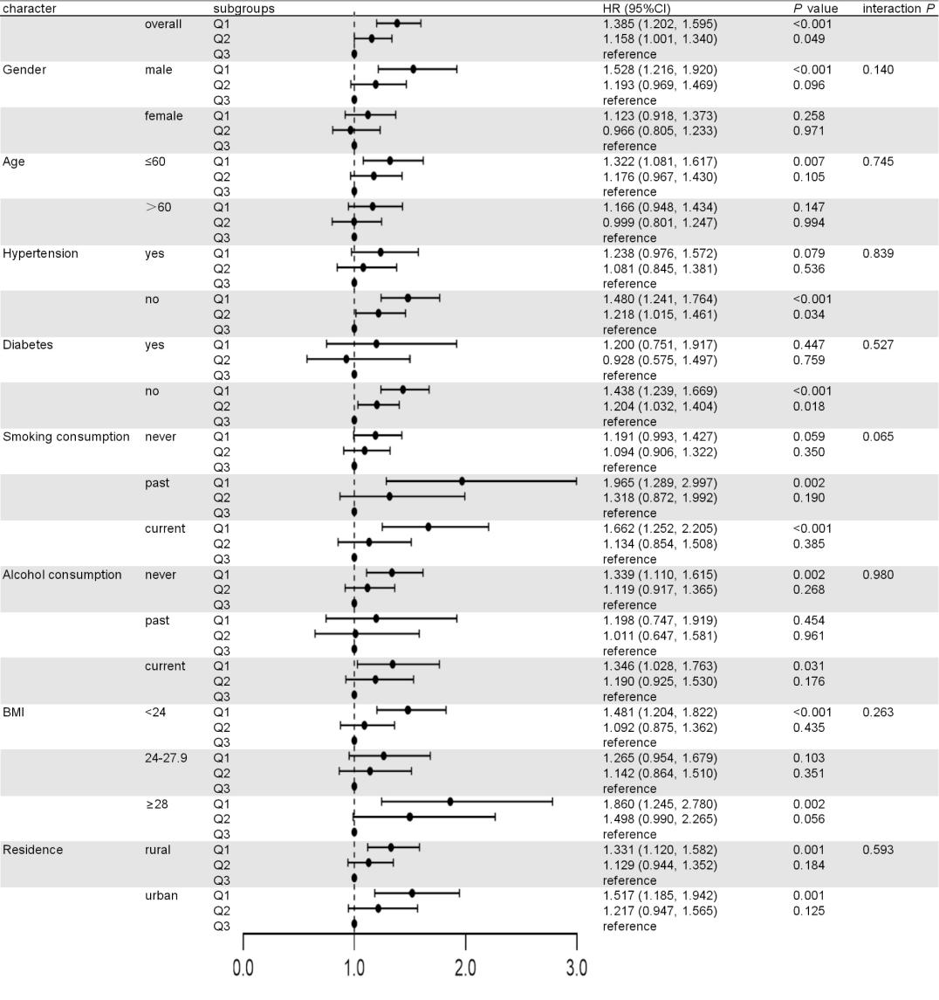 character subgroups HR (95%CI) P value interaction P
overall Q1 1.385 (1.202, 1.595) <0.001
Q2 1.158 (1.001, 1.340) 0.049
Q3 reference
Gender male Q1 1.528 (1.216, 1.920) <0.001 0.140
Q2 1.193 (0.969, 1.469) 0.096
Q3 reference
female Q1 1.123 (0.918, 1.373) 0.258
Q2 0.966 (0.805, 1.233) 0.971
Q3 reference
Age ≤60 Q1 1.322 (1.081, 1.617) 0.007 0.745
Q2 1.176 (0.967, 1.430) 0.105
Q3 reference
＞60 Q1 1.166 (0.948, 1.434) 0.147
Q2 0.999 (0.801, 1.247) 0.994
Q3 reference
Hypertension yes Q1 1.238 (0.976, 1.572) 0.079 0.839
Q2 1.081 (0.845, 1.381) 0.536
Q3 reference
no Q1 1.480 (1.241, 1.764) <0.001
Q2 1.218 (1.015, 1.461) 0.034
Q3 reference
Diabetes yes Q1 1.200 (0.751, 1.917) 0.447 0.527
Q2 0.928 (0.575, 1.497) 0.759
Q3 reference
no Q1 1.438 (1.239, 1.669) <0.001
Q2 1.204 (1.032, 1.404) 0.018
Q3 reference
Smoking consumption never Q1 1.191 (0.993, 1.427) 0.059 0.065
Q2 1.094 (0.906, 1.322) 0.350
Q3 reference
past Q1 1.965 (1.289, 2.997) 0.002
Q2 1.318 (0.872, 1.992) 0.190
Q3 reference
current Q1 1.662 (1.252, 2.205) <0.001
Q2 1.134 (0.854, 1.508) 0.385
Q3 reference
Alcohol consumption never Q1 1.339 (1.110, 1.615) 0.002 0.980
Q2 1.119 (0.917, 1.365) 0.268
Q3 reference
past Q1 1.198 (0.747, 1.919) 0.454
Q2 1.011 (0.647, 1.581) 0.961
Q3 reference
current Q1 1.346 (1.028, 1.763) 0.031
Q2 1.190 (0.925, 1.530) 0.176
Q3 reference
BMI <24 Q1 1.481 (1.204, 1.822) <0.001 0.263
Q2 1.092 (0.875, 1.362) 0.435
Q3 reference
24-27.9 Q1 1.265 (0.954, 1.679) 0.103
Q2 1.142 (0.864, 1.510) 0.351
Q3 reference
≥28 Q1 1.860 (1.245, 2.780) 0.002
Q2 1.498 (0.990, 2.265) 0.056
Q3 reference
Residence rural Q1 1.331 (1.120, 1.582) 0.001 0.593
Q2 1.129 (0.944, 1.352) 0.184
Q3 reference
urban Q1 1.517 (1.185, 1.942) 0.001
Q2 1.217 (0.947, 1.565) 0.125
Q3 reference
0.0 1.0 2.0 3.0